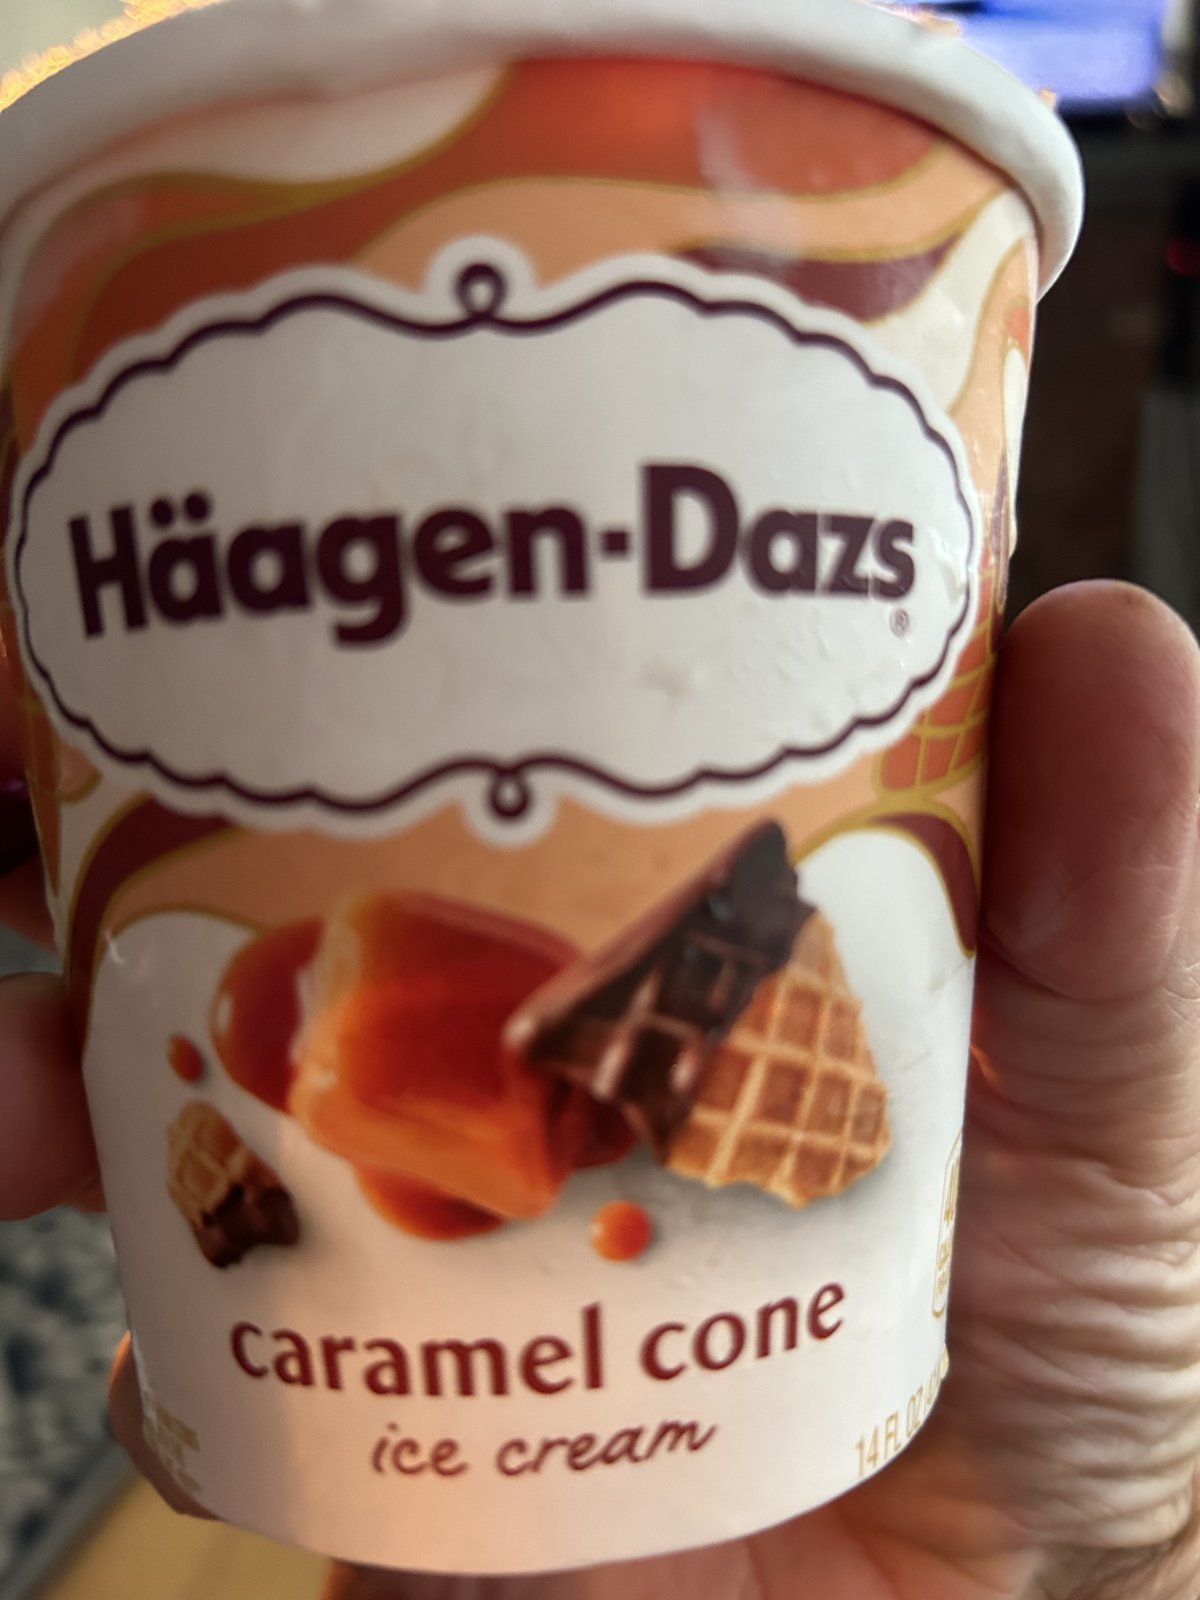 Häagen-Dazs®
caramel cone
ice cream
14 FL OZ